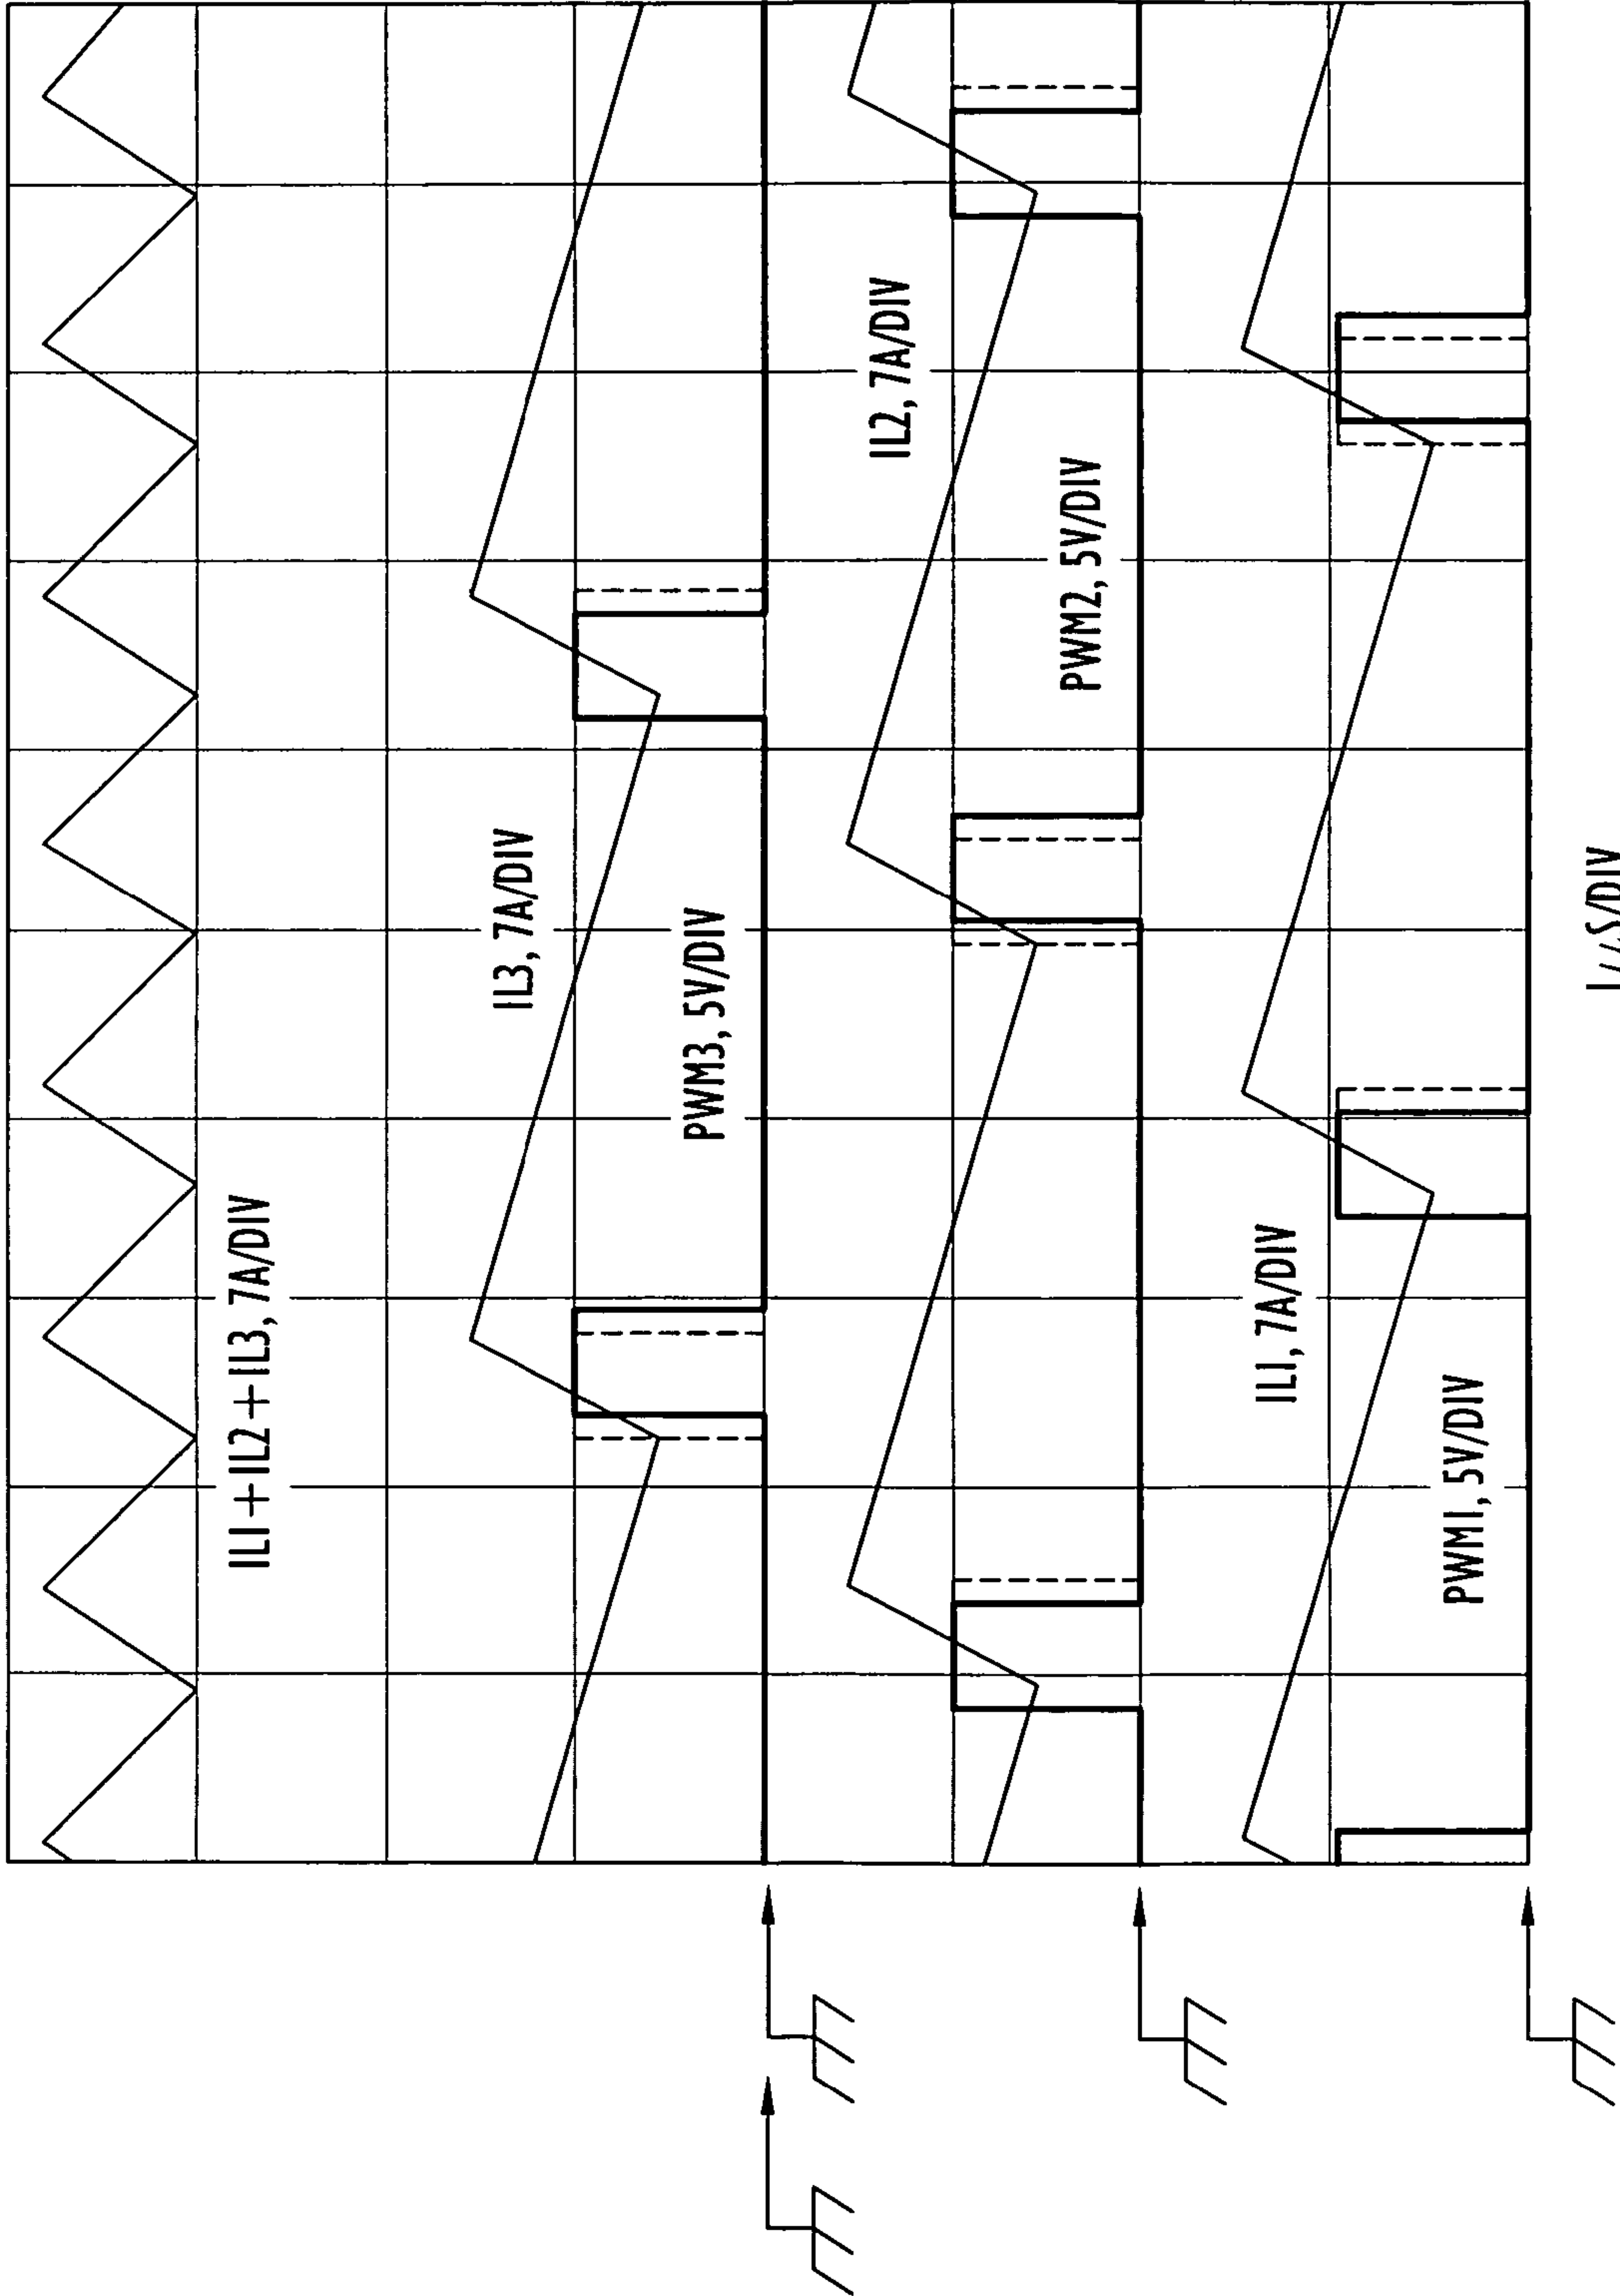 IL1+IL2+IL3, 7A/DIV
IL3, 7A/DIV
PWM3, 5V/DIV
IL2, 7A/DIV
PWM2, 5V/DIV
IL1, 7A/DIV
PWM1, 5V/DIV